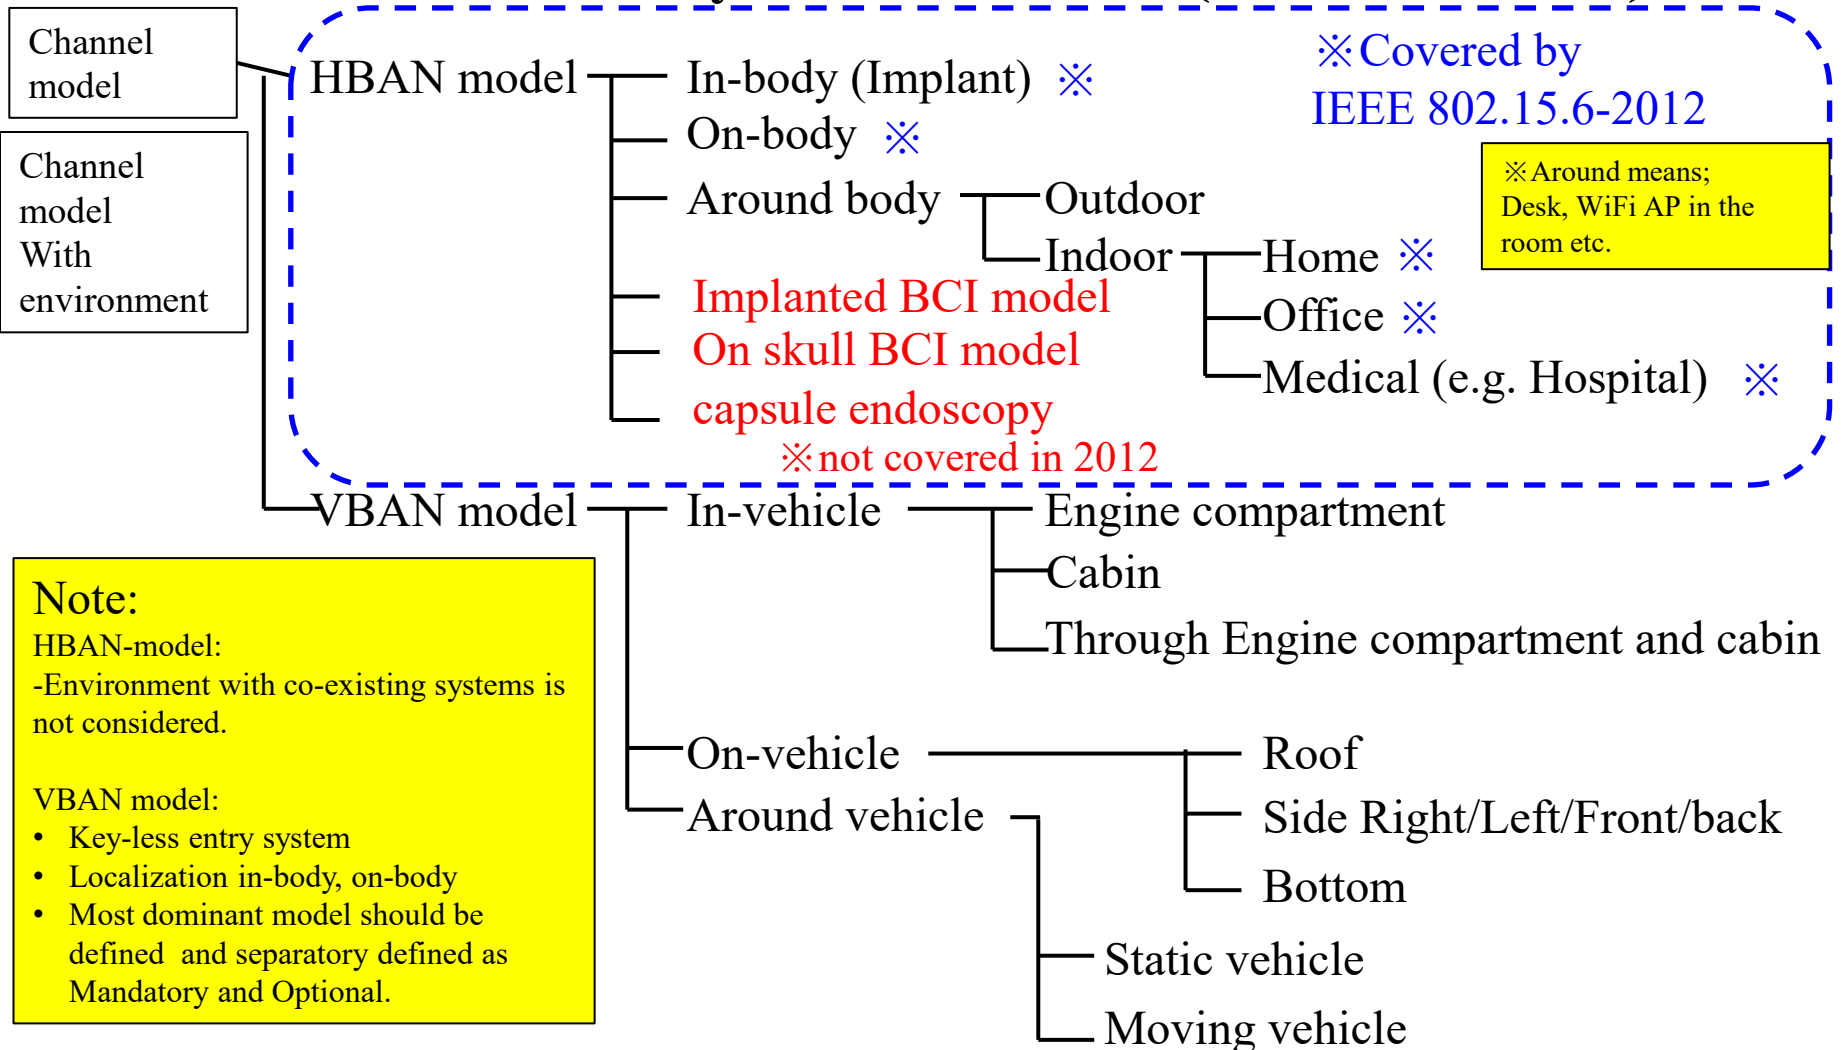 Channel
model
Channel
model
With
environment
HBAN model
In-body (Implant) ※
On-body ※
Around body
Outdoor
Indoor
Home ※
Office ※
Medical (e.g. Hospital) ※
Implanted BCI model
On skull BCI model
capsule endoscopy
※not covered in 2012
※Covered by
IEEE 802.15.6-2012
※Around means;
Desk, WiFi AP in the
room etc.
VBAN model
In-vehicle
Engine compartment
Cabin
Through Engine compartment and cabin
On-vehicle
Roof
Side Right/Left/Front/back
Bottom
Around vehicle
Static vehicle
Moving vehicle
Note:
HBAN-model:
-Environment with co-existing systems is
not considered.
VBAN model:
• Key-less entry system
• Localization in-body, on-body
• Most dominant model should be
defined and separatory defined as
Mandatory and Optional.